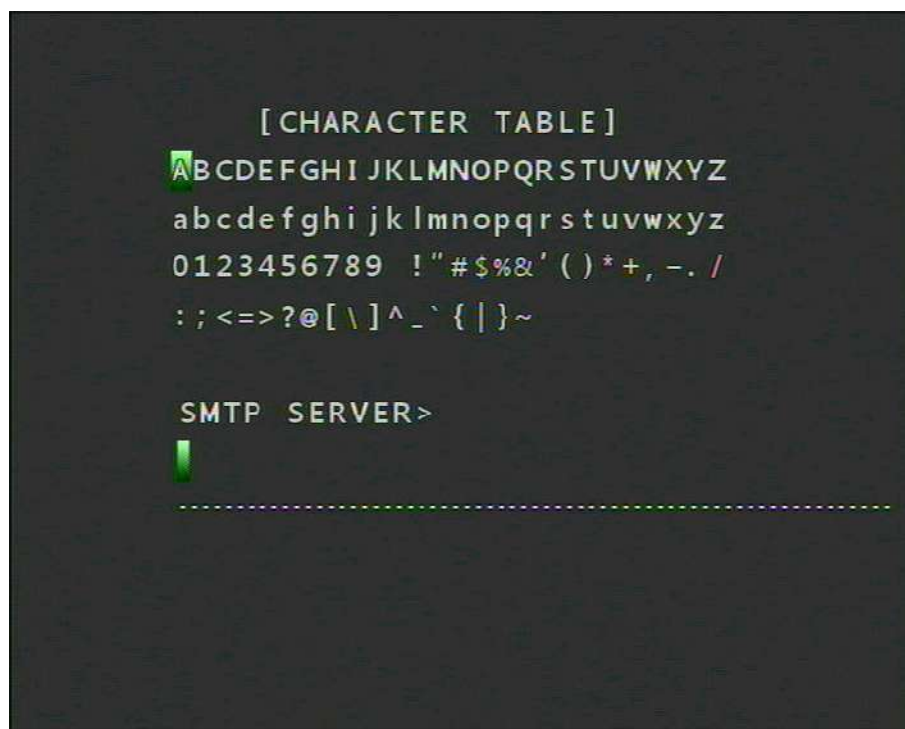 [CHARACTER TABLE]
ABCDEFGHIJKLMNOPQRSTUVWXYZ
abcdefghijklmnopqrstuvwxyz
0123456789 !"#$%&'()*+,-./
:;<=>?@[\]^_`{|}~
SMTP SERVER>